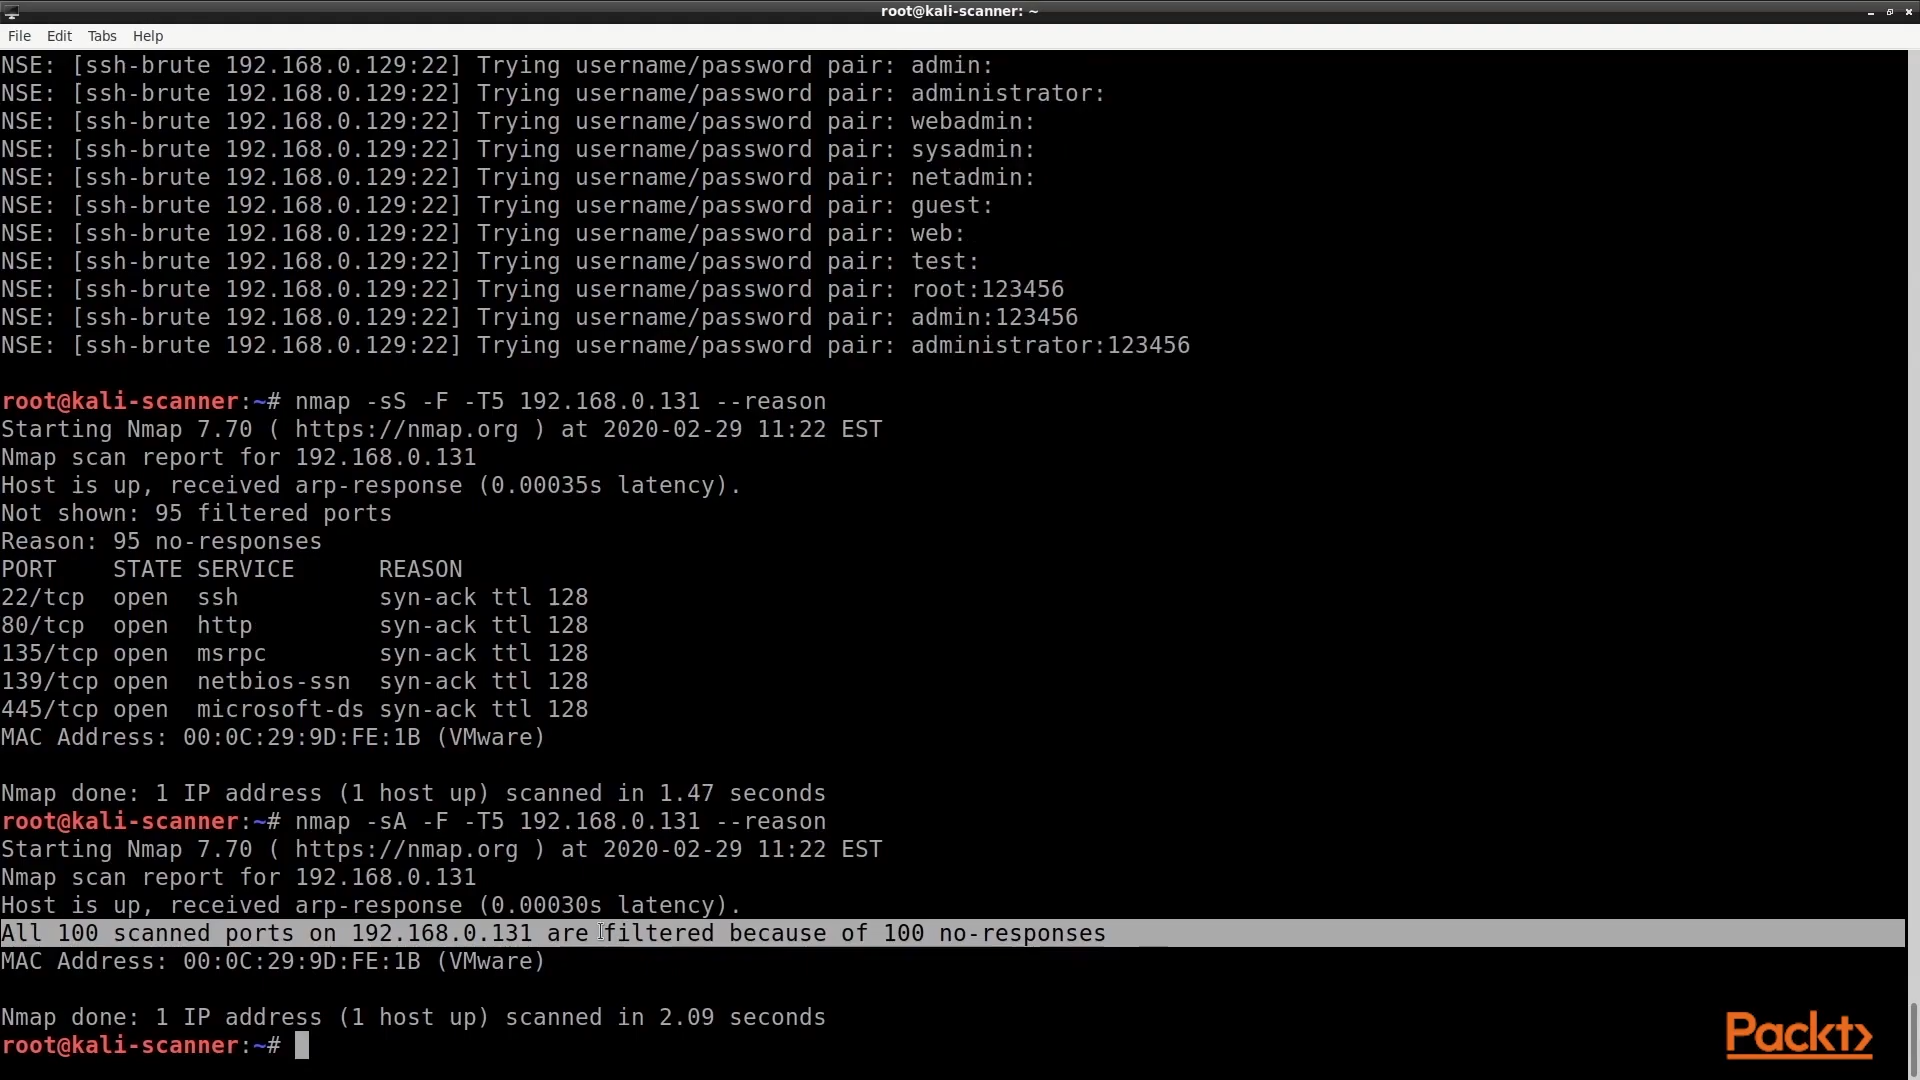 root@kali-scanner: ~
File Edit Tabs Help
NSE: [ssh-brute 192.168.0.129:22] Trying username/password pair: admin:
NSE: [ssh-brute 192.168.0.129:22] Trying username/password pair: administrator:
NSE: [ssh-brute 192.168.0.129:22] Trying username/password pair: webadmin:
NSE: [ssh-brute 192.168.0.129:22] Trying username/password pair: sysadmin:
NSE: [ssh-brute 192.168.0.129:22] Trying username/password pair: netadmin:
NSE: [ssh-brute 192.168.0.129:22] Trying username/password pair: guest:
NSE: [ssh-brute 192.168.0.129:22] Trying username/password pair: web:
NSE: [ssh-brute 192.168.0.129:22] Trying username/password pair: test:
NSE: [ssh-brute 192.168.0.129:22] Trying username/password pair: root:123456
NSE: [ssh-brute 192.168.0.129:22] Trying username/password pair: admin:123456
NSE: [ssh-brute 192.168.0.129:22] Trying username/password pair: administrator:123456
root@kali-scanner:~# nmap -sS -F -T5 192.168.0.131 --reason
Starting Nmap 7.70 ( https://nmap.org ) at 2020-02-29 11:22 EST
Nmap scan report for 192.168.0.131
Host is up, received arp-response (0.00035s latency).
Not shown: 95 filtered ports
Reason: 95 no-responses
PORT    STATE SERVICE      REASON
22/tcp  open  ssh          syn-ack ttl 128
80/tcp  open  http         syn-ack ttl 128
135/tcp open  msrpc        syn-ack ttl 128
139/tcp open  netbios-ssn  syn-ack ttl 128
445/tcp open  microsoft-ds syn-ack ttl 128
MAC Address: 00:0C:29:9D:FE:1B (VMware)
Nmap done: 1 IP address (1 host up) scanned in 1.47 seconds
root@kali-scanner:~# nmap -sA -F -T5 192.168.0.131 --reason
Starting Nmap 7.70 ( https://nmap.org ) at 2020-02-29 11:22 EST
Nmap scan report for 192.168.0.131
Host is up, received arp-response (0.00030s latency).
All 100 scanned ports on 192.168.0.131 are filtered because of 100 no-responses
MAC Address: 00:0C:29:9D:FE:1B (VMware)
Nmap done: 1 IP address (1 host up) scanned in 2.09 seconds
root@kali-scanner:~#
Packt>